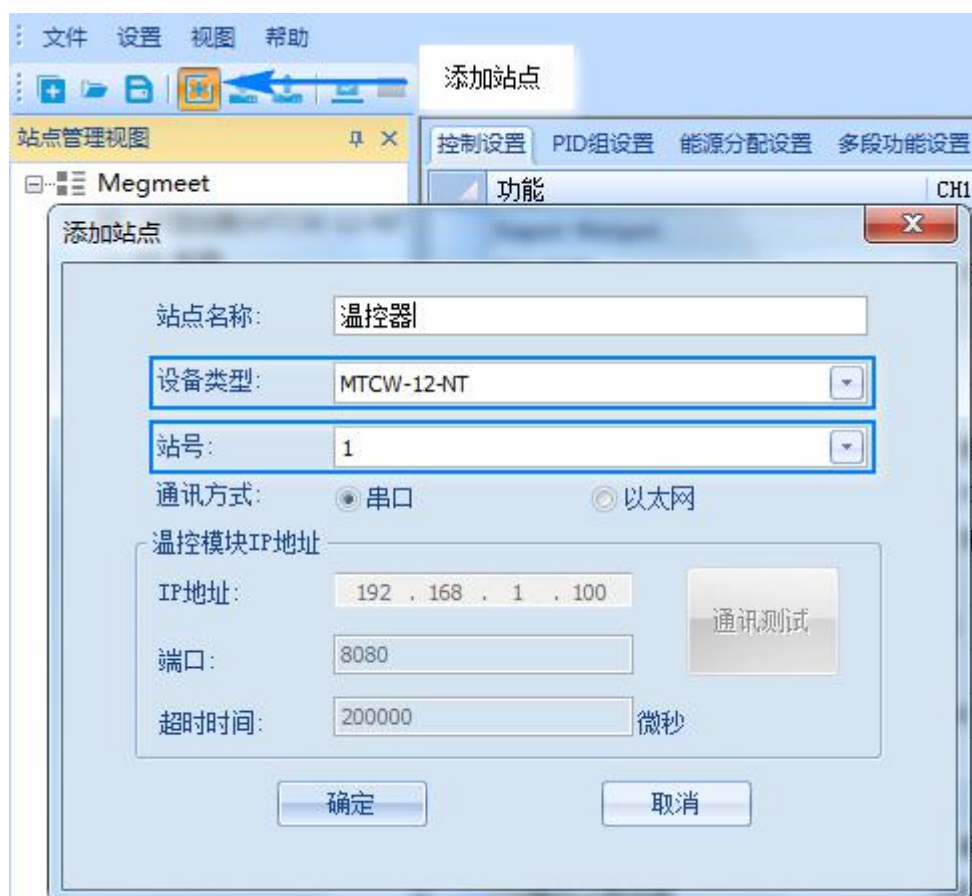 文件 设置 视图 帮助
添加站点
站点管理视图
控制设置 PID组设置 能源分配设置 多段功能设置
Megmeet
功能 CH1
添加站点
站点名称: 温控器
设备类型: MTCW-12-NT
站号: 1
通讯方式: 串口 以太网
温控模块IP地址
IP地址: 192 . 168 . 1 . 100
通讯测试
端口: 8080
超时时间: 200000 微秒
确定 取消